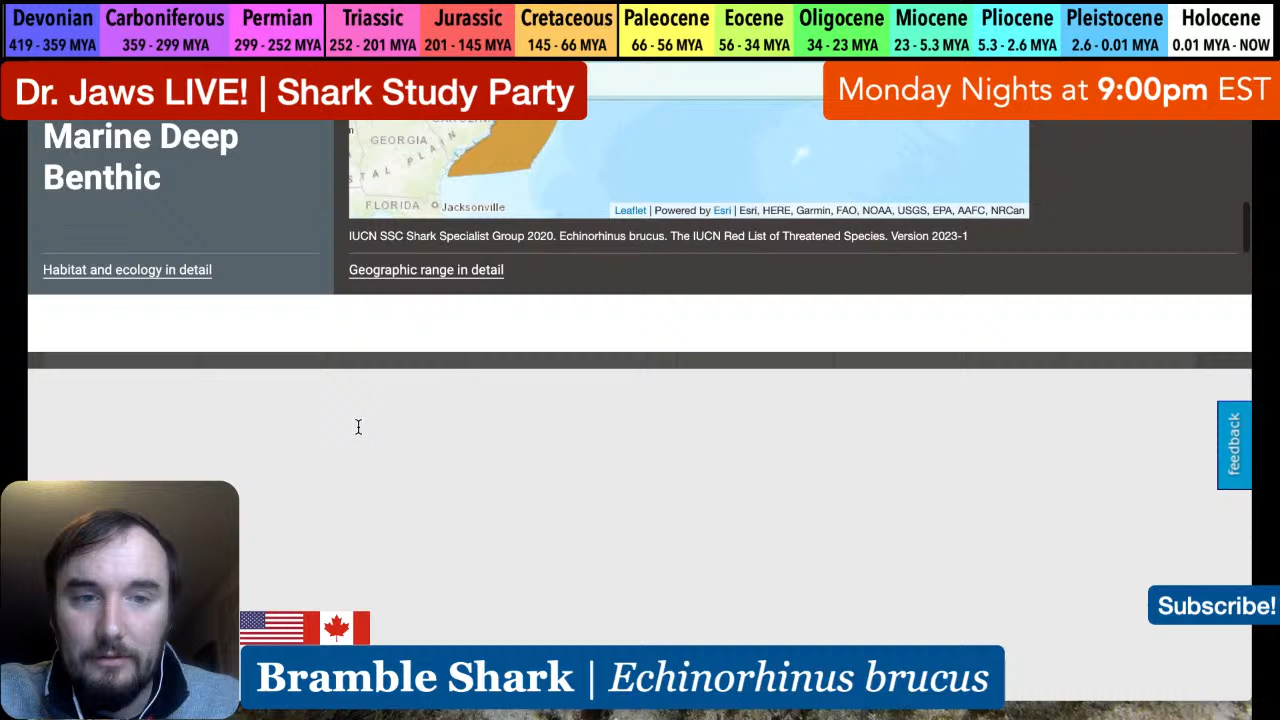 Devonian
419 - 359 MYA
Carboniferous
359 - 299 MYA
Permian
299 - 252 MYA
Triassic
252 - 201 MYA
Jurassic
201 - 145 MYA
Cretaceous
145 - 66 MYA
Paleocene
66 - 56 MYA
Eocene
56 - 34 MYA
Oligocene
34 - 23 MYA
Miocene
23 - 5.3 MYA
Pliocene
5.3 - 2.6 MYA
Pleistocene
2.6 - 0.01 MYA
Holocene
0.01 MYA - NOW
Dr. Jaws LIVE! | Shark Study Party
Monday Nights at 9:00pm EST
Marine Deep
Benthic
GEORGIA
TAL PLAIN
FLORIDA
Jacksonville
Leaflet | Powered by Esri | Esri, HERE, Garmin, FAO, NOAA, USGS, EPA, AAFC, NRCan
IUCN SSC Shark Specialist Group 2020. Echinorhinus brucus. The IUCN Red List of Threatened Species. Version 2023-1
Habitat and ecology in detail
Geographic range in detail
feedback
Subscribe!
Bramble Shark | Echinorhinus brucus